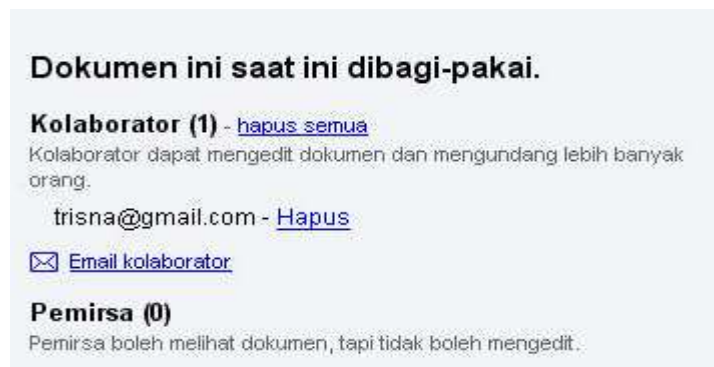 Dokumen ini saat ini dibagi-pakai.
Kolaborator (1) - hapus semua
Kolaborator dapat mengedit dokumen dan mengundang lebih banyak
orang.
trisna@gmail.com - Hapus
Email kolaborator
Pemirsa (0)
Pemirsa boleh melihat dokumen, tapi tidak boleh mengedit.